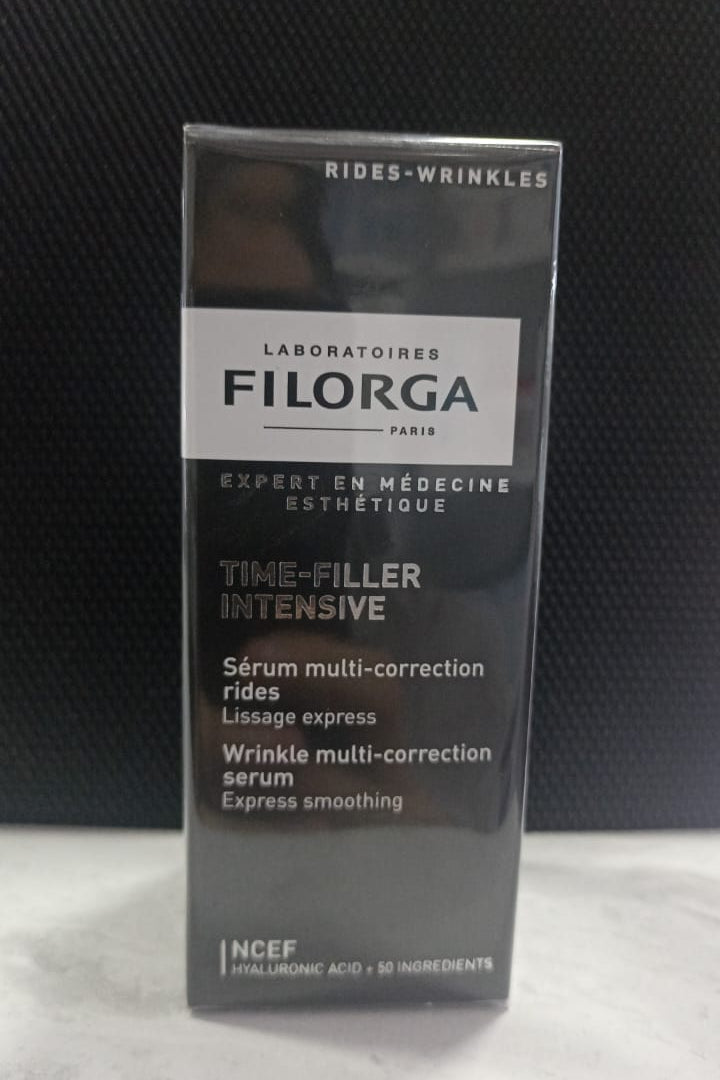 RIDES-WRINKLES
LABORATOIRES
FILORGA
PARIS
EXPERT EN MÉDECINE
ESTHÉTIQUE
TIME-FILLER
INTENSIVE
Sérum multi-correction
rides
Lissage express
Wrinkle multi-correction
serum
Express smoothing
NCEF
HYALURONIC ACID + 50 INGREDIENTS